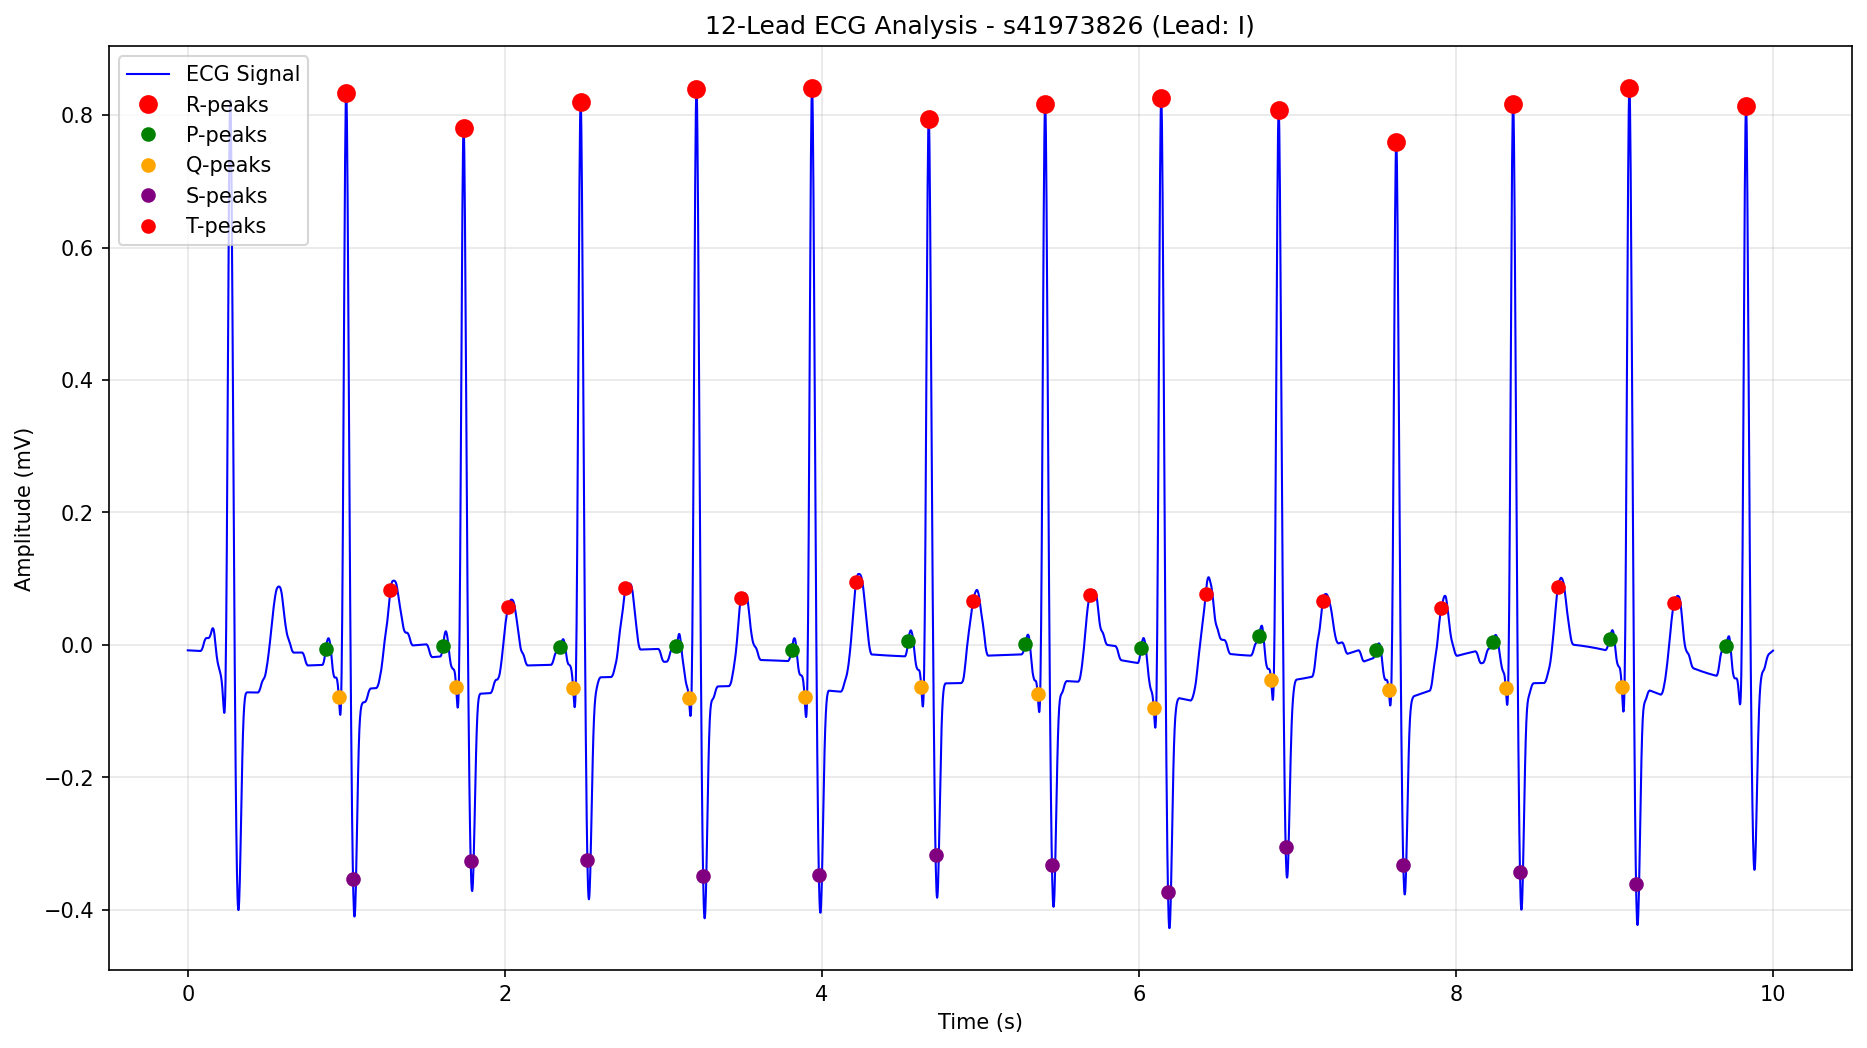 12-Lead ECG Analysis - s41973826 (Lead: I)
ECG Signal
R-peaks
P-peaks
Q-peaks
S-peaks
T-peaks
Amplitude (mV)
0.8
0.6
0.4
0.2
0.0
−0.2
−0.4
0 2 4 6 8 10
Time (s)